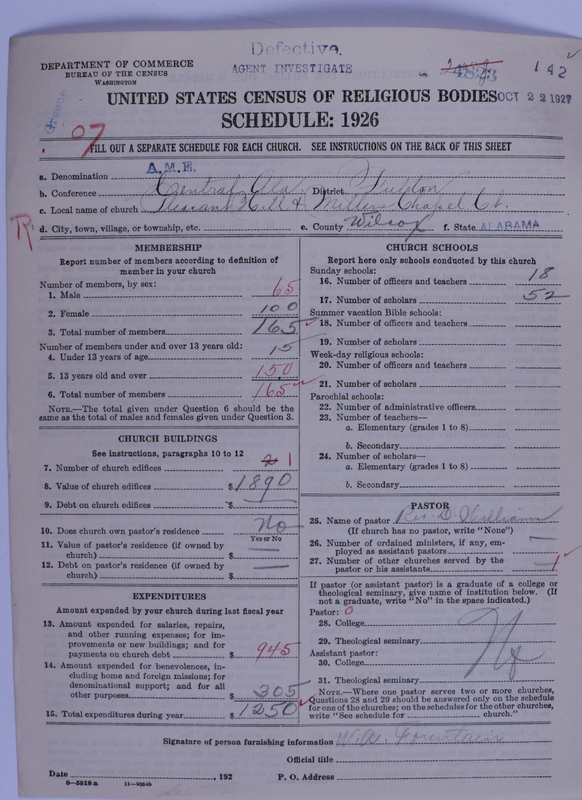 Defective.
DEPARTMENT OF COMMERCE
BUREAU OF THE CENSUS
WASHINGTON
AGENT INVESTIGATE
142
UNITED STATES CENSUS OF RELIGIOUS BODIES OCT 22 1927
SCHEDULE: 1926
Greene
07
FILL OUT A SEPARATE SCHEDULE FOR EACH CHURCH. SEE INSTRUCTIONS ON THE BACK OF THIS SHEET
a. Denomination A.M.E.
b. Conference Central Ala District Fulton
c. Local name of church Pleasant Hill & Millers Chapel Ch.
R
d. City, town, village, or township, etc. e. County Wilcox f. State ALABAMA
MEMBERSHIP
Report number of members according to definition of
member in your church
Number of members, by sex:
1. Male 65
2. Female 100
3. Total number of members 165
Number of members under and over 13 years old:
4. Under 13 years of age 15
5. 13 years old and over 150
6. Total number of members 165
NOTE.—The total given under Question 6 should be
same as the total of males and females given under Question 3.
CHURCH BUILDINGS
See instructions, paragraphs 10 to 12
7. Number of church edifices 1
8. Value of church edifices $1890
9. Debt on church edifices $
10. Does church own pastor's residence No
Yes or No
11. Value of pastor's residence (if owned by
church) $
12. Debt on pastor's residence (if owned by
church) $
EXPENDITURES
Amount expended by your church during last fiscal year
13. Amount expended for salaries, repairs,
and other running expenses; for im-
provements or new buildings; and for
payments on church debt $ 945
14. Amount expended for benevolences, in-
cluding home and foreign missions; for
denominational support; and for all
other purposes $ 305
15. Total expenditures during year $ 1250
CHURCH SCHOOLS
Report here only schools conducted by this church
Sunday schools:
16. Number of officers and teachers 18
17. Number of scholars 52
Summer vacation Bible schools:
18. Number of officers and teachers
19. Number of scholars
Week-day religious schools:
20. Number of officers and teachers
21. Number of scholars
Parochial schools:
22. Number of administrative officers
23. Number of teachers—
a. Elementary (grades 1 to 8)
b. Secondary
24. Number of scholars—
a. Elementary (grades 1 to 8)
b. Secondary
PASTOR
25. Name of pastor Rev. D. William
(If church has no pastor, write "None")
26. Number of ordained ministers, if any, em-
ployed as assistant pastors
27. Number of other churches served by the
pastor or his assistants 1
If pastor (or assistant pastor) is a graduate of a college or
theological seminary, give name of institution below. (If
not a graduate, write "No" in the space indicated.)
Pastor: 0
28. College
29. Theological seminary
Assistant pastor:
30. College
31. Theological seminary
NOTE.—Where one pastor serves two or more churches,
Questions 28 and 29 should be answered only on the schedule
for one of the churches; on the schedules for the other churches,
write "See schedule for church."
Signature of person furnishing information W. W. Fountain
Official title
Date , 192 P. O. Address
6-5518a 11-9554b